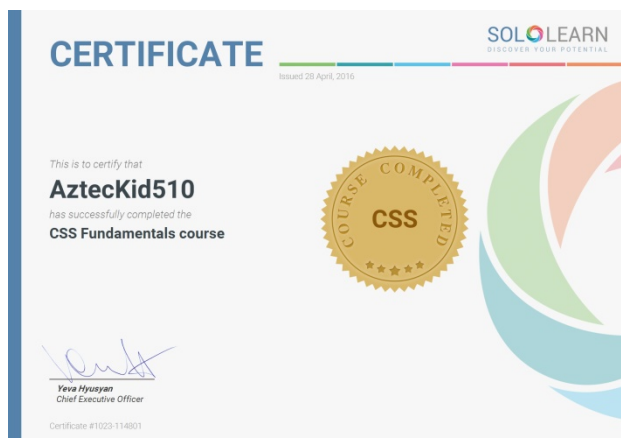 CERTIFICATE
SOLOLEARN
DISCOVER YOUR POTENTIAL
Issued 28 April, 2016
This is to certify that
AztecKid510
has successfully completed the
CSS Fundamentals course
COURSE COMPLETED
CSS
Yeva Hyusyan
Chief Executive Officer
Certificate #1023-114801